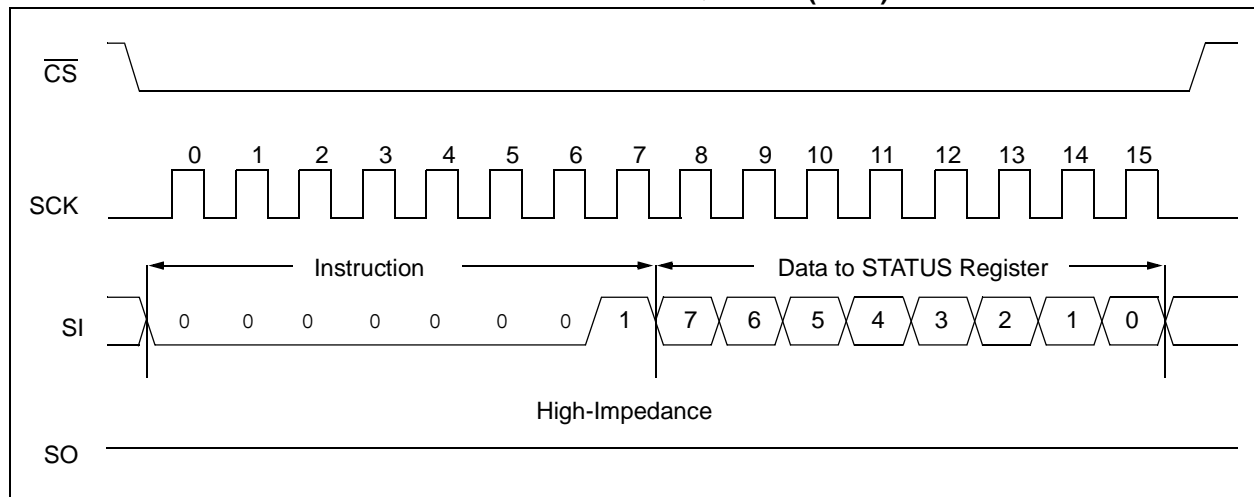 CS
0 1 2 3 4 5 6 7 8 9 10 11 12 13 14 15
SCK
Instruction Data to STATUS Register
SI 0 0 0 0 0 0 0 1 7 6 5 4 3 2 1 0
High-Impedance
SO